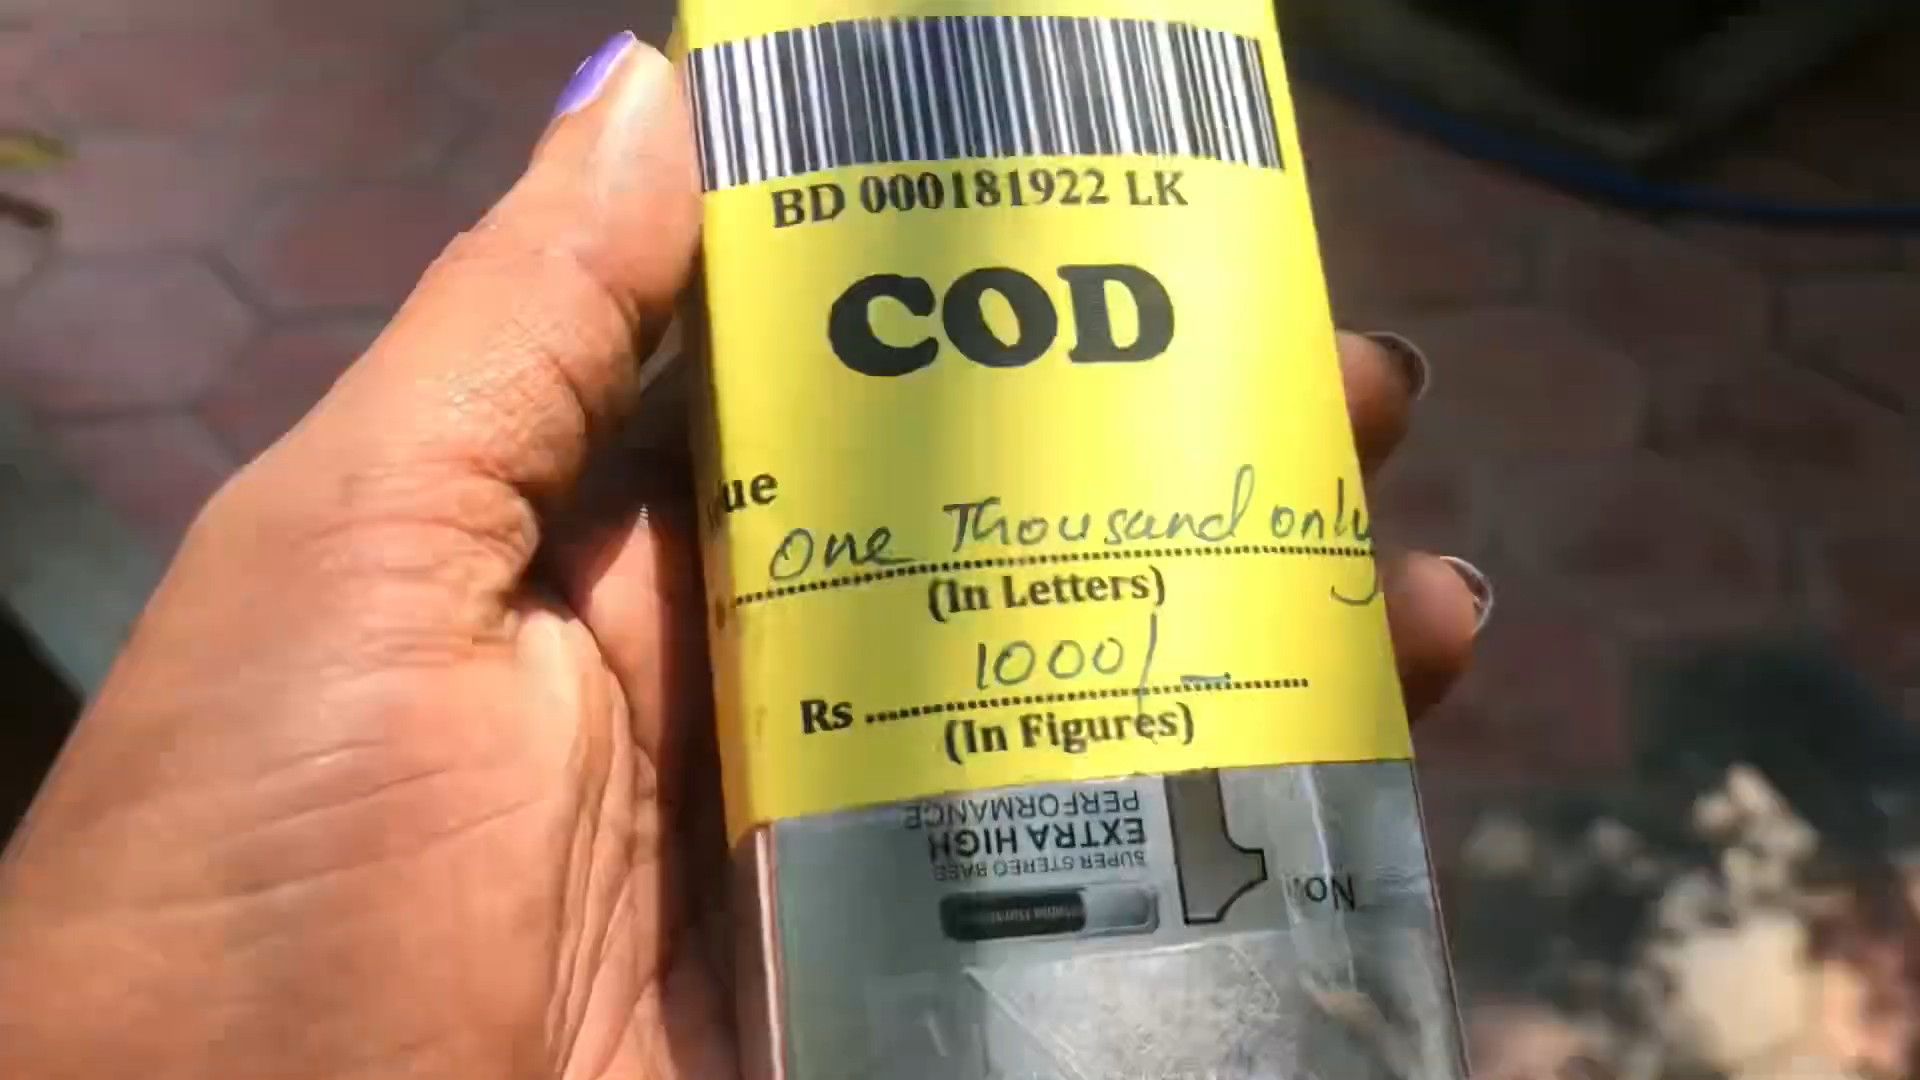 BD 000181922 LK
COD
ue
One Thousand only
(In Letters)
1000/-
Rs
(In Figures)
PERFORMANCE
EXTRA HIGH
SUPER STEREO BASS